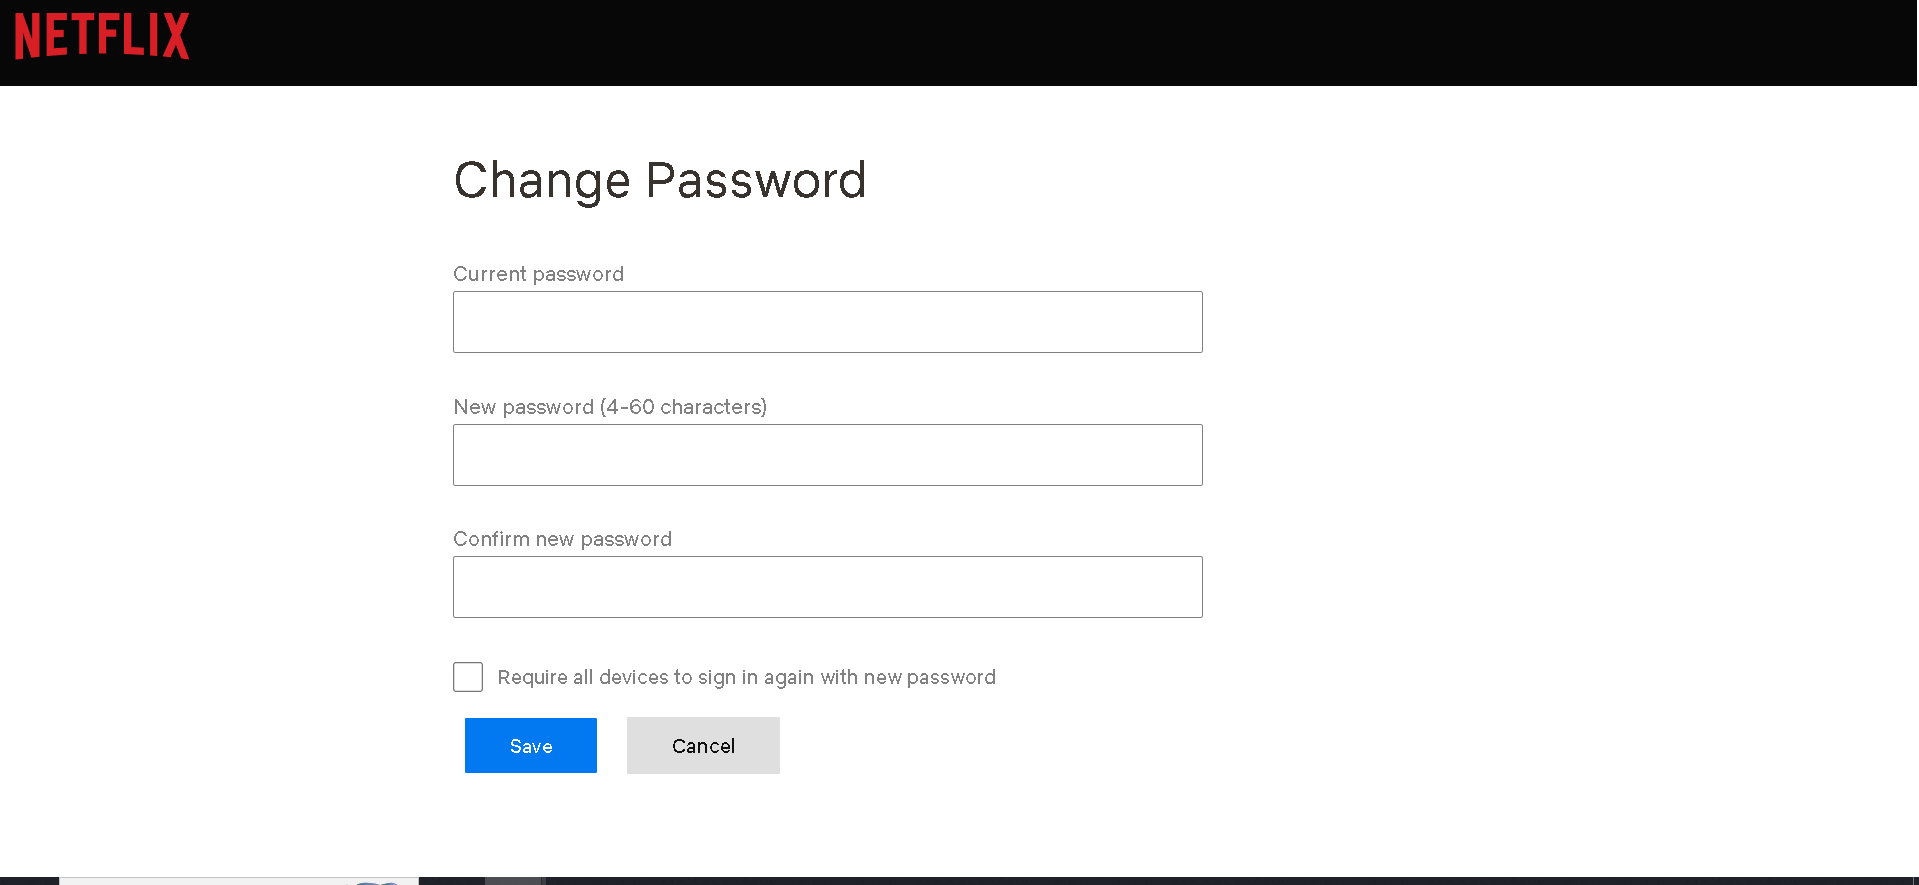 NETFLIX
Change Password
Current password
New password (4-60 characters)
Confirm new password
Require all devices to sign in again with new password
Save Cancel